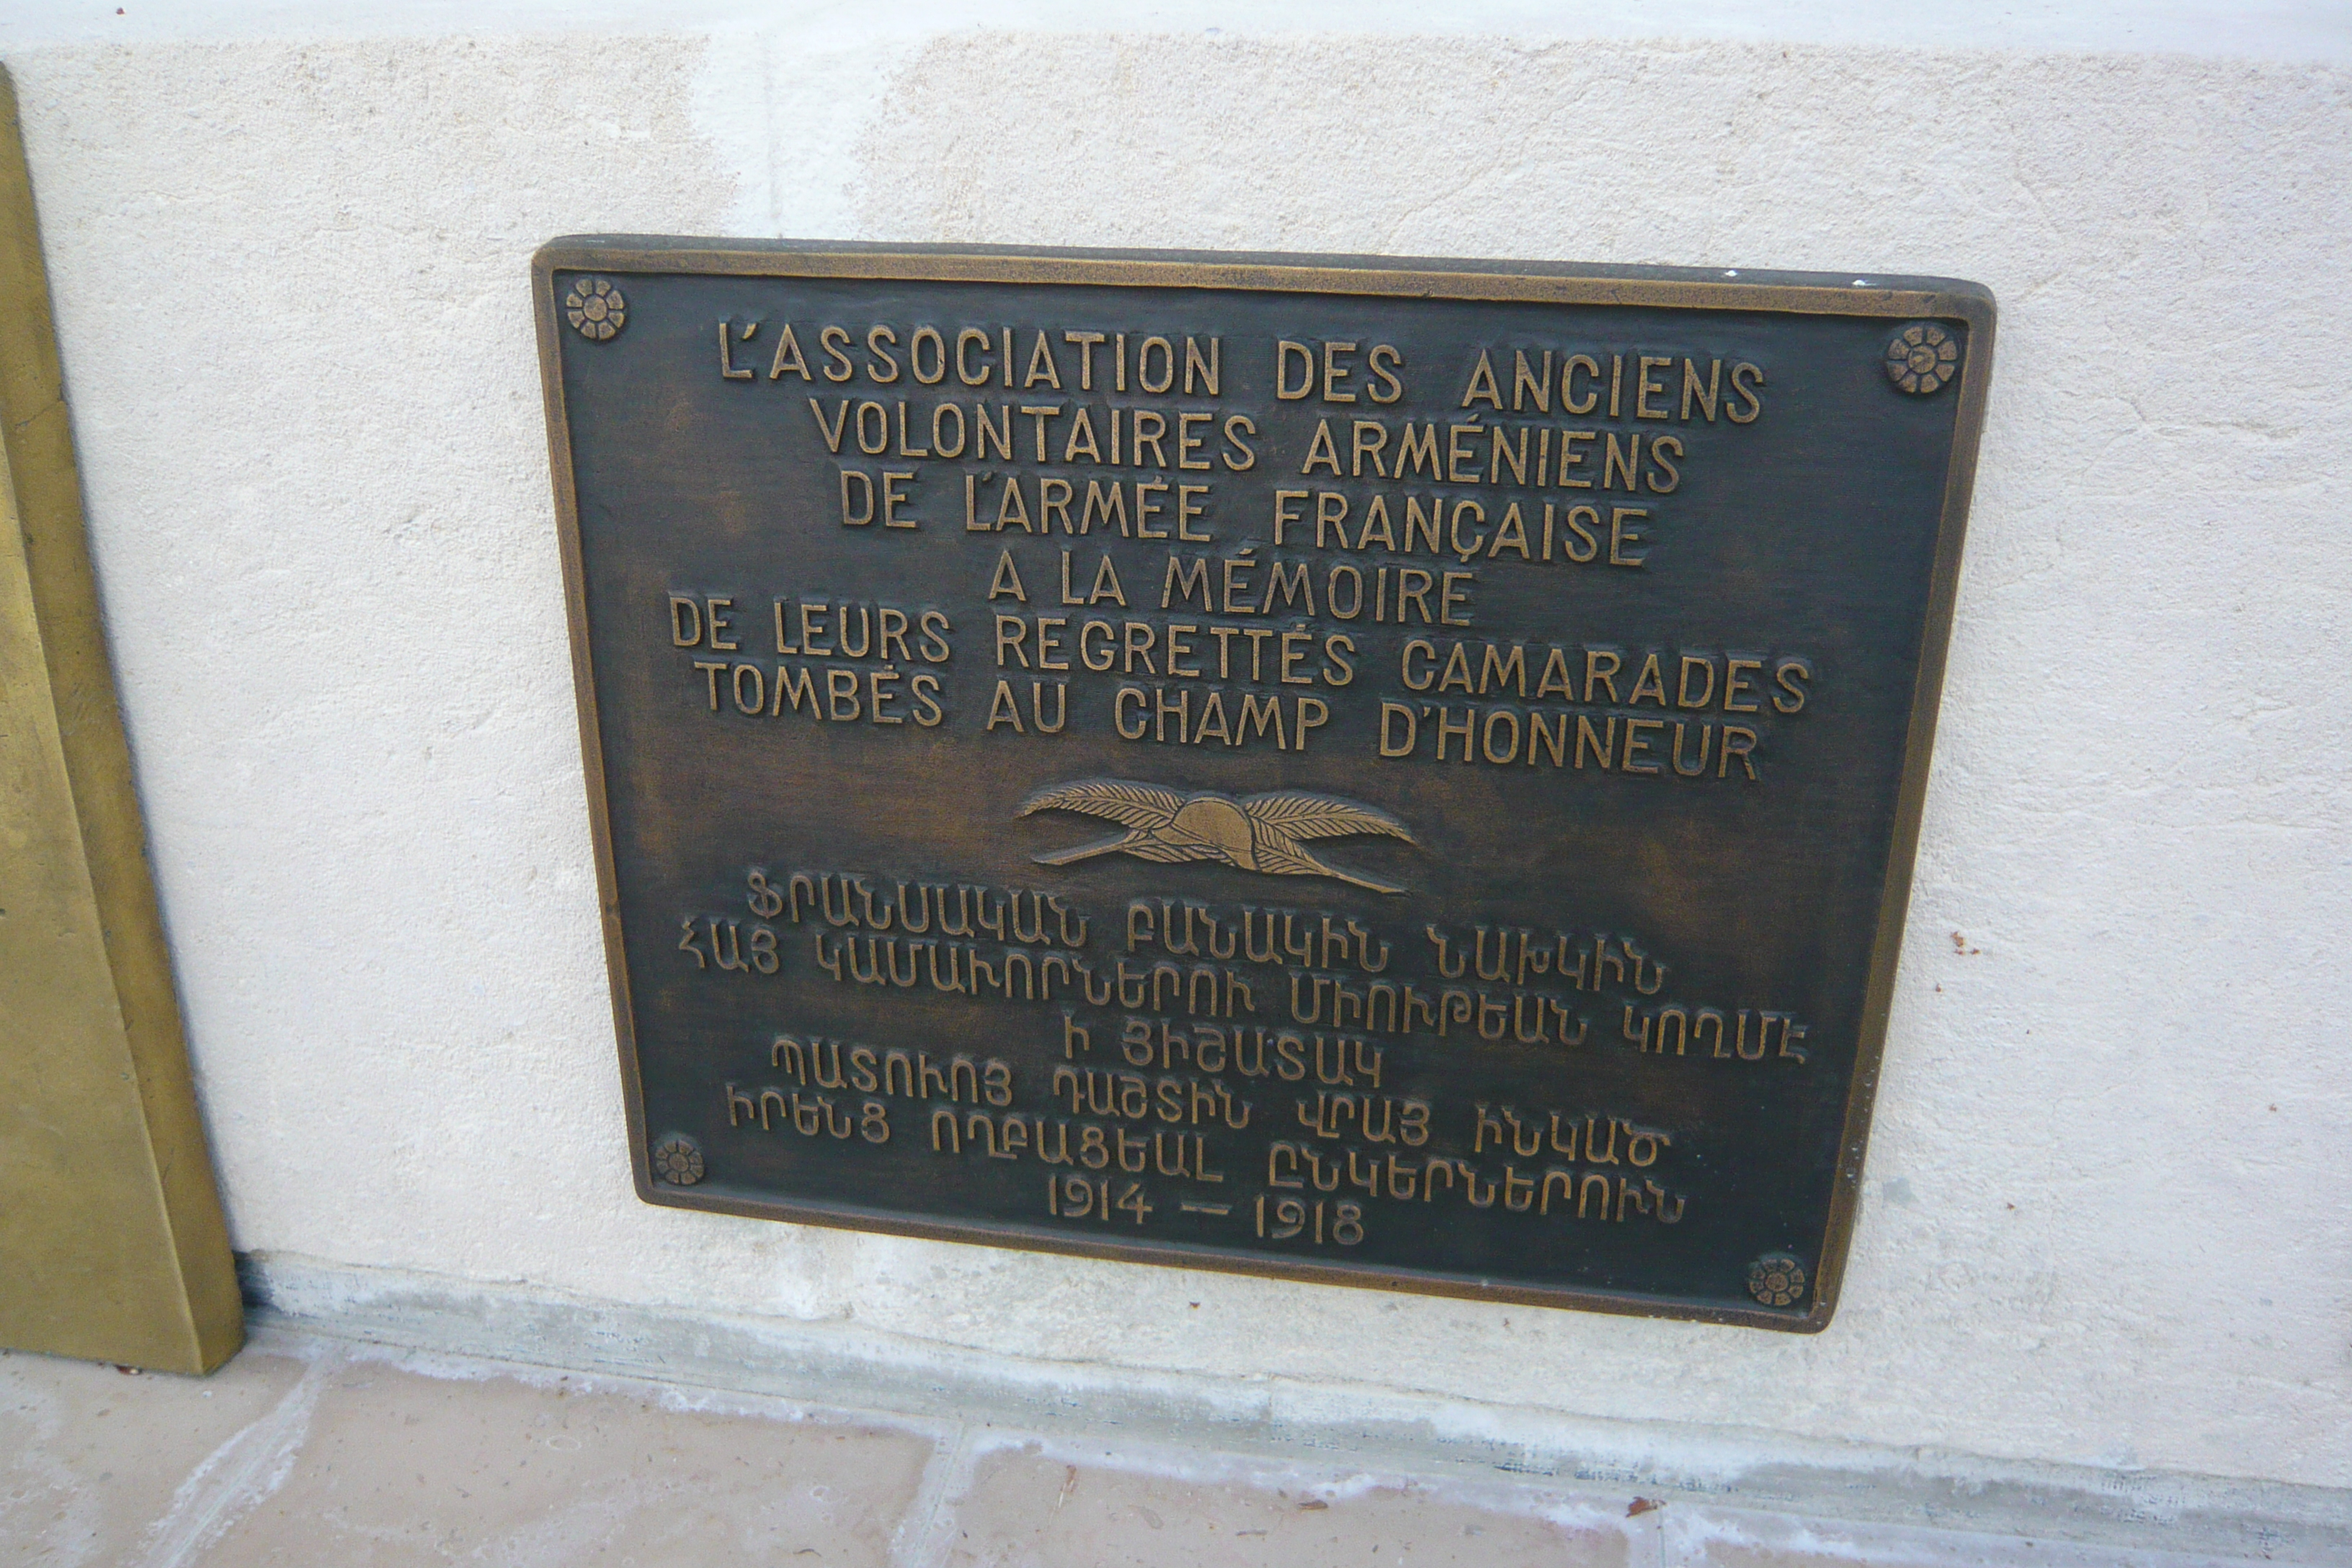 L'ASSOCIATION DES ANCIENS
VOLONTAIRES ARMÉNIENS
DE L'ARMÉE FRANÇAISE
A LA MÉMOIRE
DE LEURS REGRETTÉS CAMARADES
TOMBÉS AU CHAMP D'HONNEUR
ՖՐԱՆՍԱԿԱՆ ԲԱՆԱԿԻՆ ՆԱԽԿԻՆ
ՀԱՅ ԿԱՄԱՒՈՐՆԵՐՈՒ ՄԻՈՒԹԵԱՆ ԿՈՂՄԷ
Ի ՅԻՇԱՏԱԿ
ՊԱՏՈՒՈՅ ԴԱՇՏԻՆ ՎՐԱՅ ԻՆԿԱԾ
ԻՐԵՆՑ ՈՂԲԱՑԵԱԼ ԸՆԿԵՐՆԵՐՈՒՆ
1914 — 1918